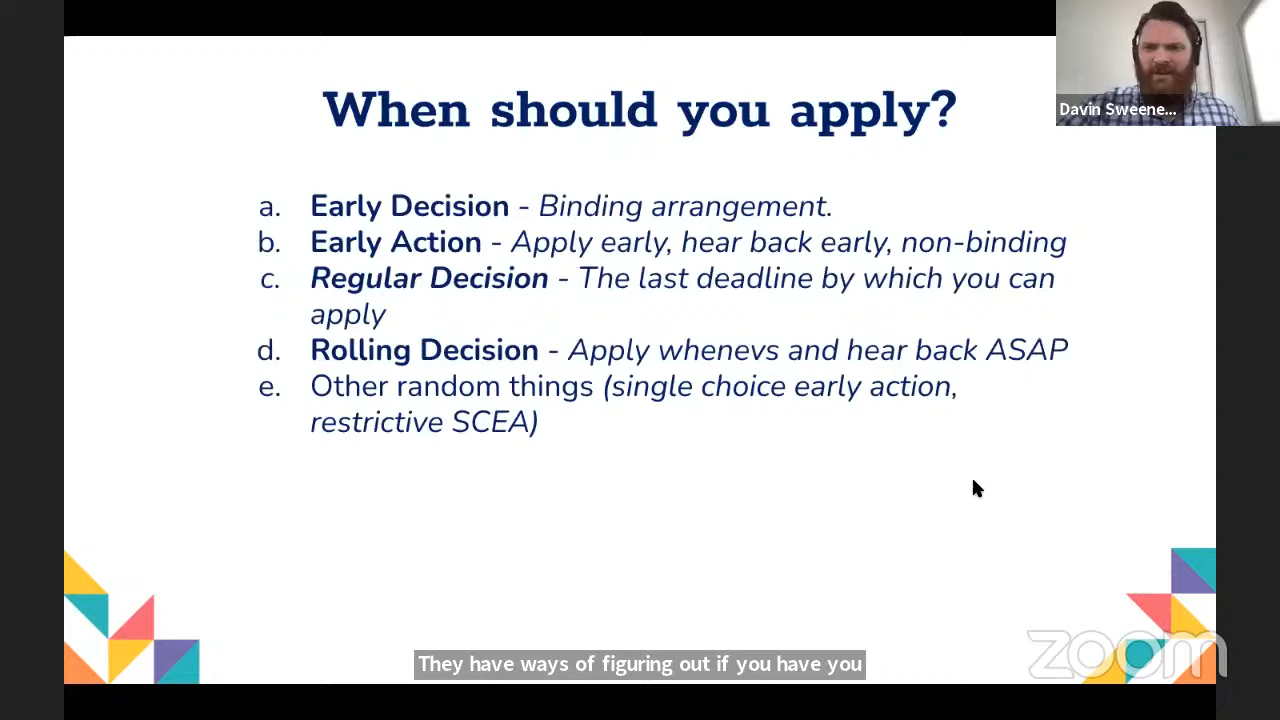 When should you apply?
Davin Sweene...
a. Early Decision - Binding arrangement.
b. Early Action - Apply early, hear back early, non-binding
c. Regular Decision - The last deadline by which you can
apply
d. Rolling Decision - Apply whenevs and hear back ASAP
e. Other random things (single choice early action,
restrictive SCEA)
zoom
They have ways of figuring out if you have you